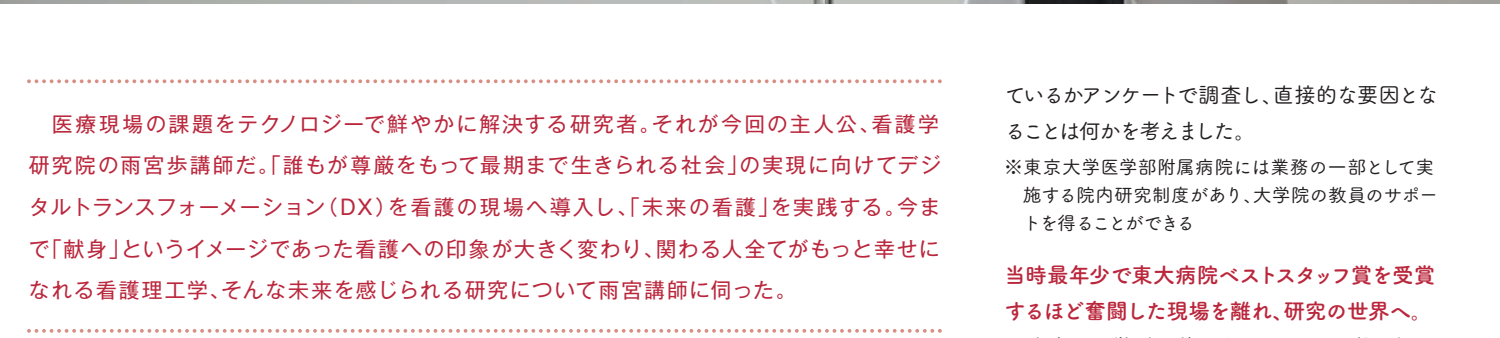 医療現場の課題をテクノロジーで鮮やかに解決する研究者。それが今回の主人公、看護学
研究院の雨宮歩講師だ。「誰もが尊厳をもって最期まで生きられる社会」の実現に向けてデジ
タルトランスフォーメーション（DX）を看護の現場へ導入し、「未来の看護」を実践する。今ま
で「献身」というイメージであった看護への印象が大きく変わり、関わる人全てがもっと幸せに
なれる看護理工学、そんな未来を感じられる研究について雨宮講師に伺った。
ているかアンケートで調査し、直接的な要因とな
ることは何かを考えました。
※東京大学医学部附属病院には業務の一部として実
施する院内研究制度があり、大学院の教員のサポー
トを得ることができる
当時最年少で東大病院ベストスタッフ賞を受賞
するほど奮闘した現場を離れ、研究の世界へ。